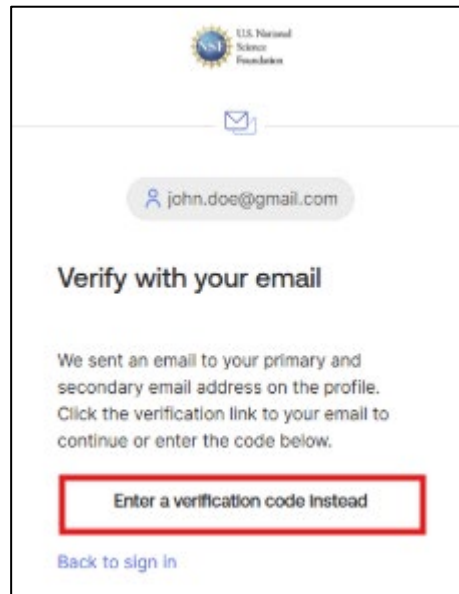 NSF
U.S. National
Science
Foundation
john.doe@gmail.com
Verify with your email
We sent an email to your primary and
secondary email address on the profile.
Click the verification link to your email to
continue or enter the code below.
Enter a verification code instead
Back to sign in